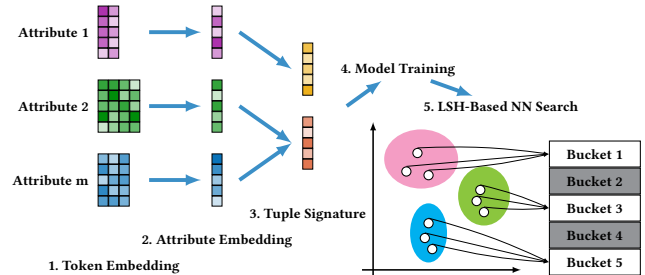 Attribute 1
Attribute 2
Attribute m
1. Token Embedding
2. Attribute Embedding
3. Tuple Signature
4. Model Training
5. LSH-Based NN Search
Bucket 1
Bucket 2
Bucket 3
Bucket 4
Bucket 5